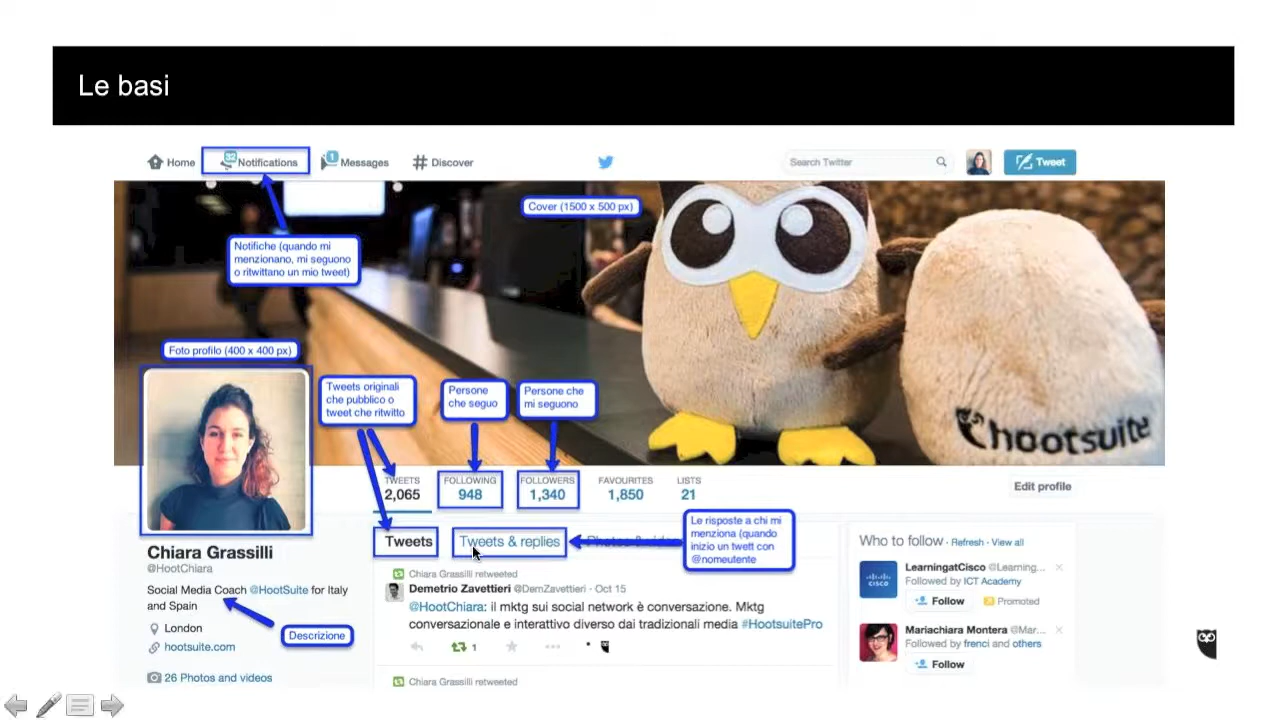 Le basi
Home
32
Notifications
1
Messages
Discover
Search Twitter
Tweet
Cover (1500 x 500 px)
Notifiche (quando mi
menzionano, mi seguono
o ritwittano un mio tweet)
hootsuite
Foto profilo (400 x 400 px)
Tweets originali
che pubblico o
tweet che ritwitto
Persone
che seguo
Persone che
mi seguono
TWEETS
2,065
FOLLOWING
948
FOLLOWERS
1,340
FAVOURITES
1,850
LISTS
21
Edit profile
Tweets
Tweets & replies
Le risposte a chi mi
menziona (quando
inizio un twett con
@nomeutente
Chiara Grassilli
@HootChiara
Social Media Coach @HootSuite for Italy
and Spain
London
hootsuite.com
26 Photos and videos
Descrizione
Chiara Grassilli retweeted
Demetrio Zavettieri @DemZavettieri · Oct 15
@HootChiara: il mktg sui social network è conversazione. Mktg
conversazionale e interattivo diverso dai tradizionali media #HootsuitePro
1
Chiara Grassilli retweeted
Who to follow · Refresh · View all
CISCO
LearningatCisco @Learning...
Followed by ICT Academy
Follow
Promoted
Mariachiara Montera @Mar...
Followed by frenci and others
Follow